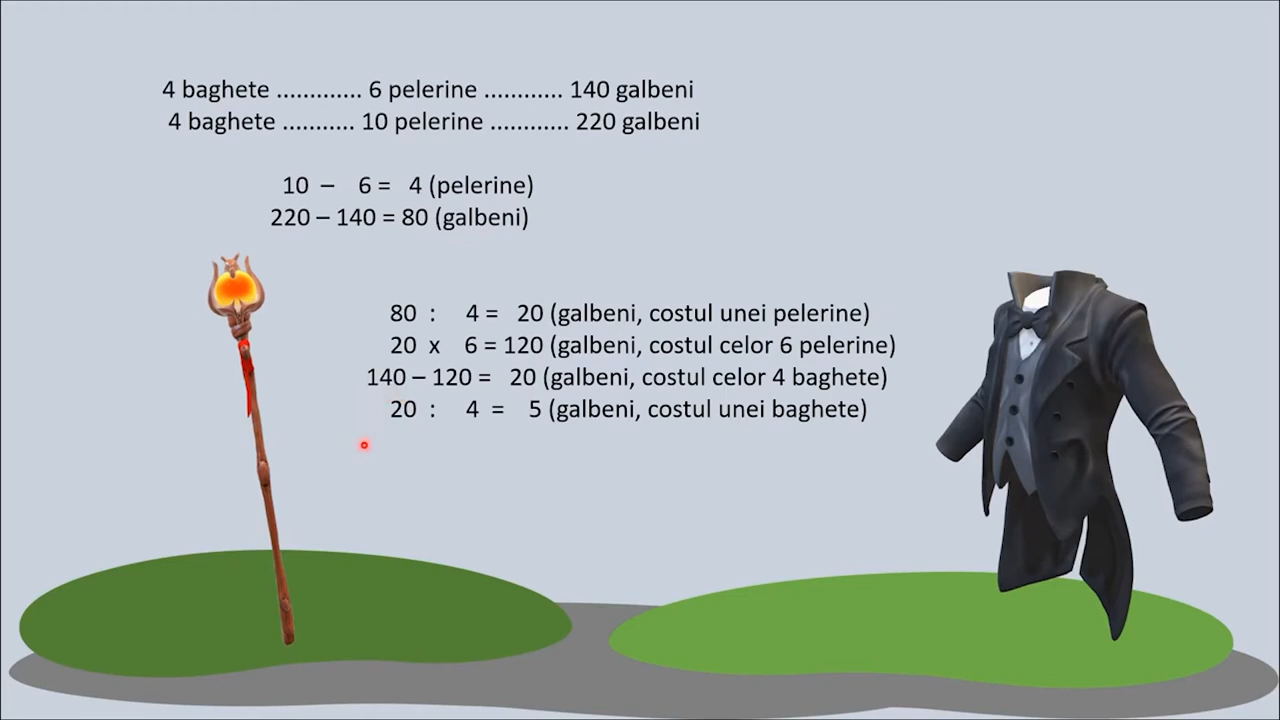 4 baghete ............. 6 pelerine ............ 140 galbeni
4 baghete ........... 10 pelerine ............ 220 galbeni
10 – 6 = 4 (pelerine)
220 – 140 = 80 (galbeni)
80 : 4 = 20 (galbeni, costul unei pelerine)
20 x 6 = 120 (galbeni, costul celor 6 pelerine)
140 – 120 = 20 (galbeni, costul celor 4 baghete)
20 : 4 = 5 (galbeni, costul unei baghete)